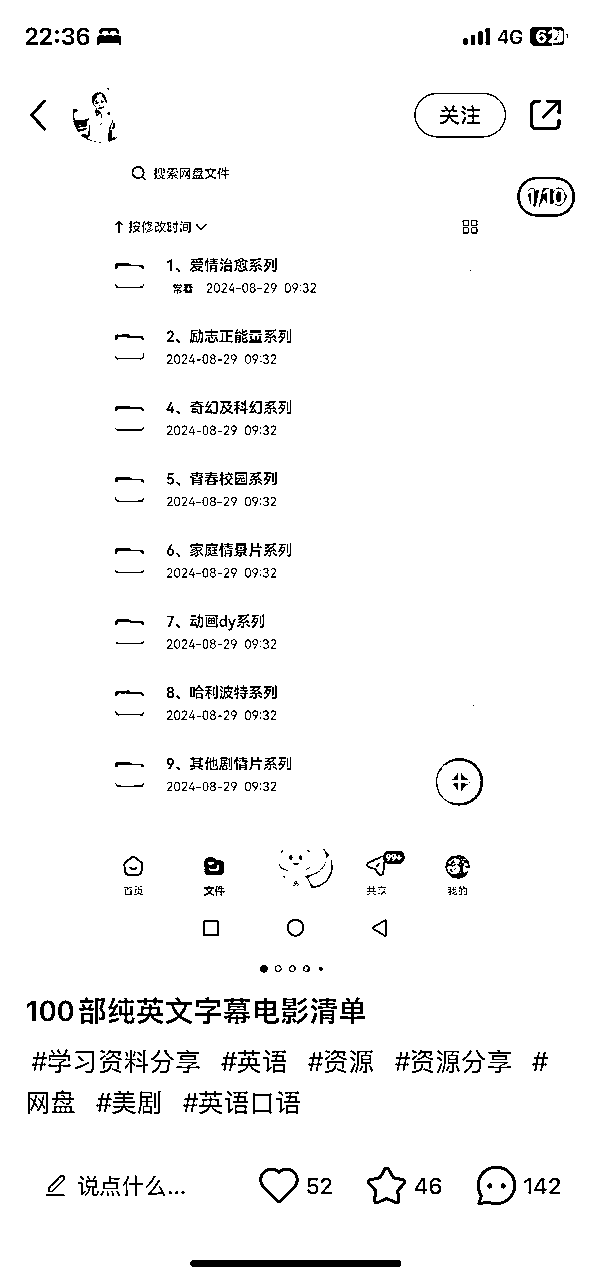 22:36 4G 62
关注
搜索网盘文件
1/10
↑按修改时间
1、爱情治愈系列
常看 2024-08-29 09:32
2、励志正能量系列
2024-08-29 09:32
4、奇幻及科幻系列
2024-08-29 09:32
5、青春校园系列
2024-08-29 09:32
6、家庭情景片系列
2024-08-29 09:32
7、动画dy系列
2024-08-29 09:32
8、哈利波特系列
2024-08-29 09:32
9、其他剧情片系列
2024-08-29 09:32
99+
首页 文件 共享 我的
100部纯英文字幕电影清单
#学习资料分享 #英语 #资源 #资源分享 #
网盘 #美剧 #英语口语
说点什么... 52 46 142